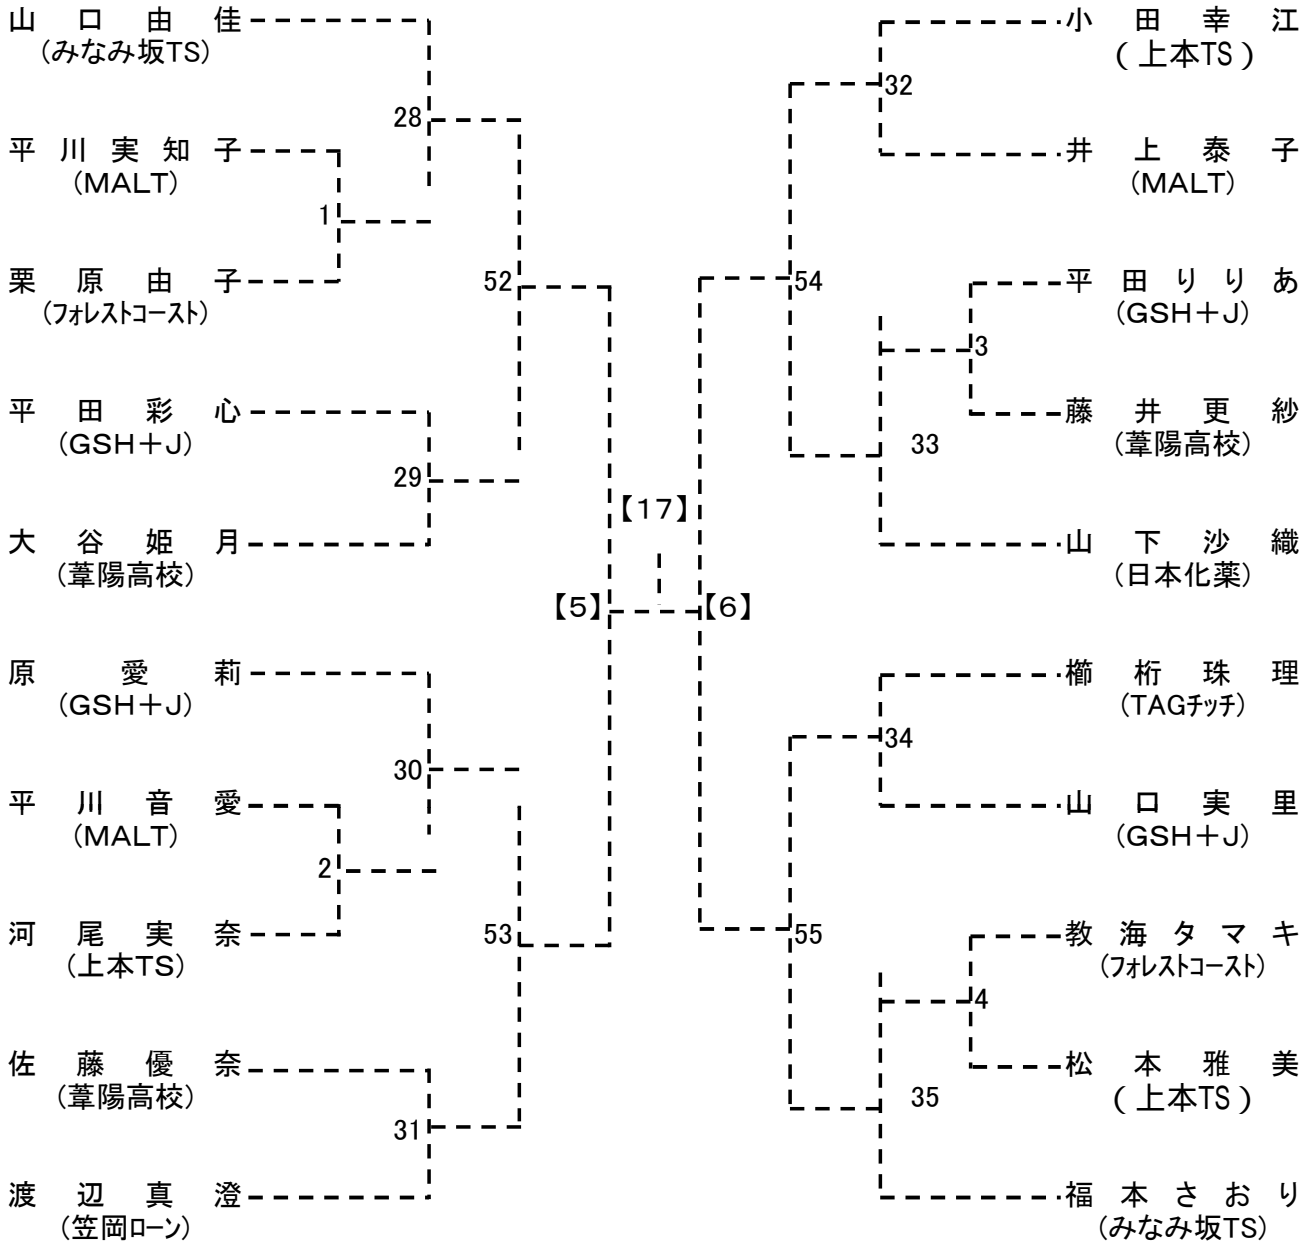 山口由佳
(みなみ坂TS)
28
平川実知子
(MALT)
1
栗原由子
(フォレストコースト)
52
平田彩心
(GSH＋J)
29
大谷姫月
(葦陽高校)
【5】
原愛莉
(GSH＋J)
30
平川音愛
(MALT)
2
河尾実奈
(上本TS)
53
佐藤優奈
(葦陽高校)
31
渡辺真澄
(笠岡ローン)
【17】
小田幸江
(上本TS)
32
井上泰子
(MALT)
54
平田りりあ
(GSH＋J)
3
藤井更紗
(葦陽高校)
33
山下沙織
(日本化薬)
【6】
櫛桁珠理
(TAGチッチ)
34
山口実里
(GSH＋J)
55
教海タマキ
(フォレストコースト)
4
松本雅美
(上本TS)
35
福本さおり
(みなみ坂TS)